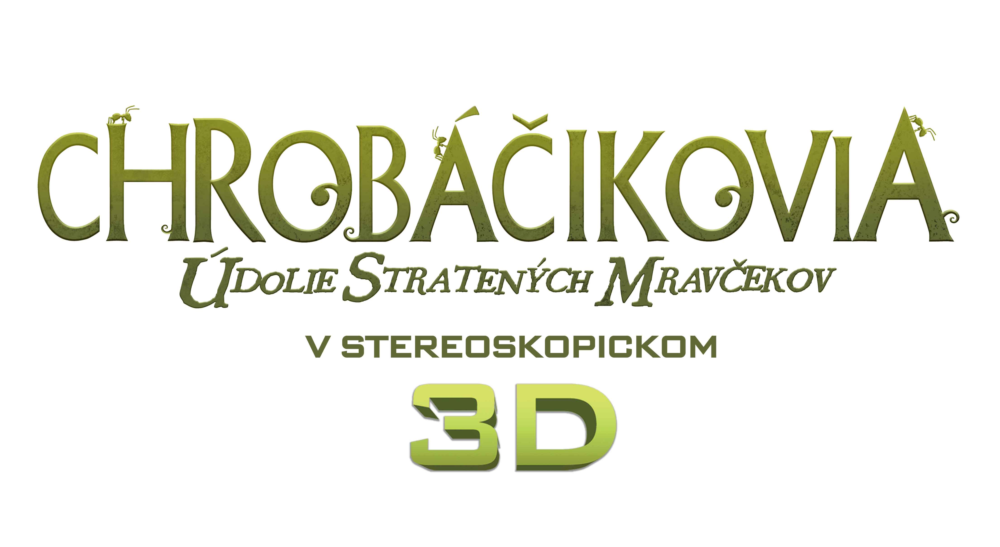 CHROBÁČIKOVIA
ÚDOLIE STRATENÝCH MRAVČEKOV
V STEREOSKOPICKOM
3D